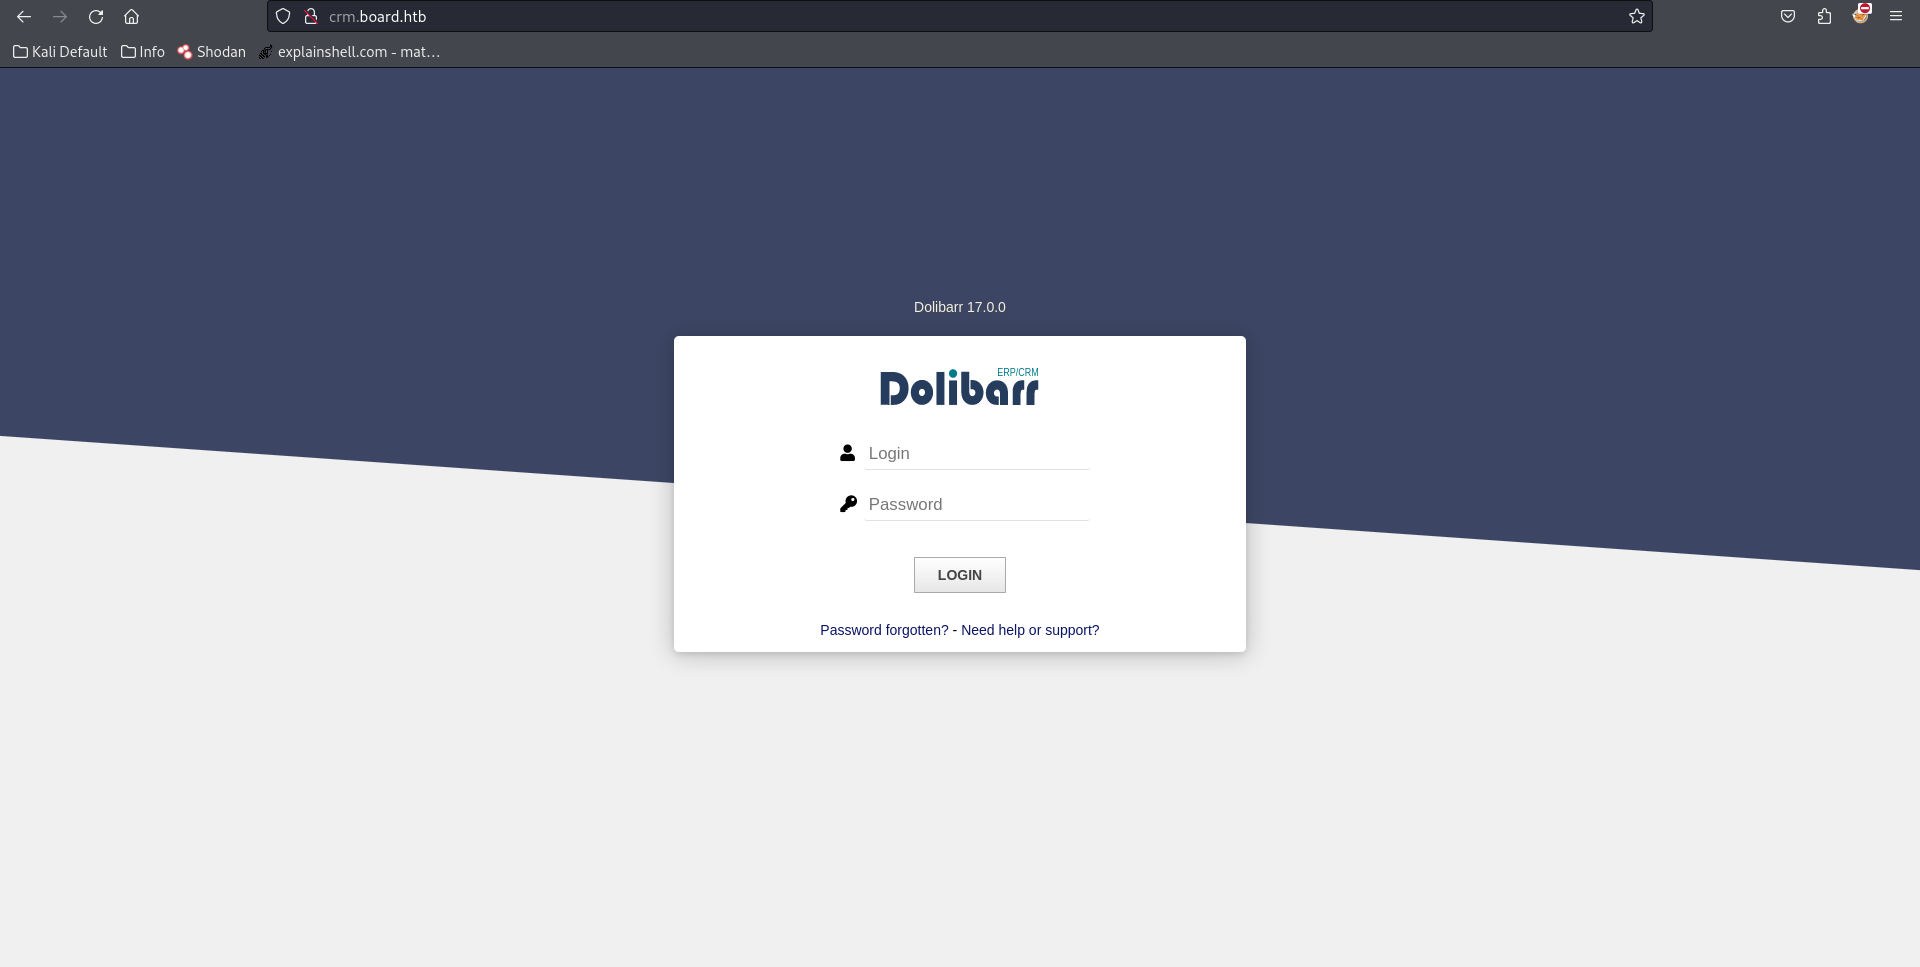 crm.board.htb
Kali Default Info Shodan explainshell.com - mat…
Dolibarr 17.0.0
ERP/CRM
Dolibarr
Login
Password
LOGIN
Password forgotten? - Need help or support?